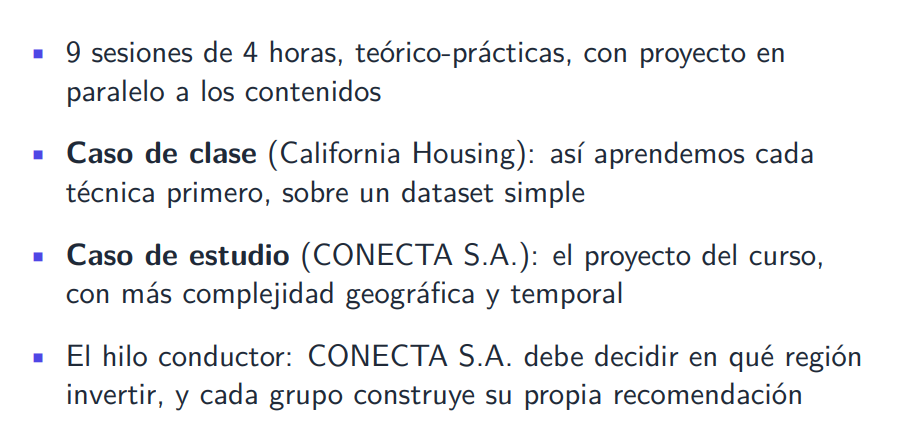 9 sesiones de 4 horas, teórico-prácticas, con proyecto en
paralelo a los contenidos
Caso de clase (California Housing): así aprendemos cada
técnica primero, sobre un dataset simple
Caso de estudio (CONECTA S.A.): el proyecto del curso,
con más complejidad geográfica y temporal
El hilo conductor: CONECTA S.A. debe decidir en qué región
invertir, y cada grupo construye su propia recomendación